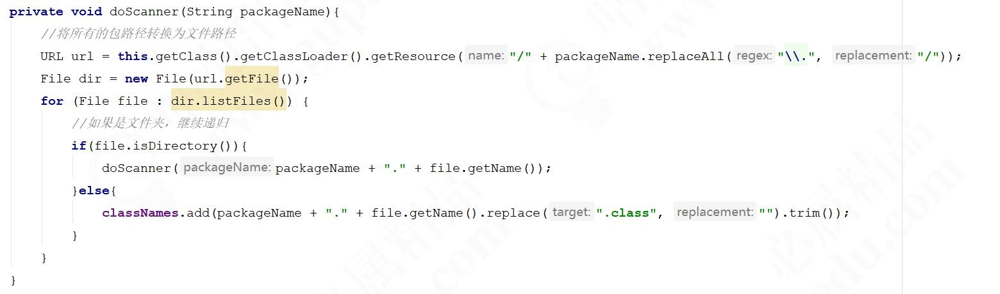 private void doScanner(String packageName){
    //将所有的包路径转换为文件路径
    URL url = this.getClass().getClassLoader().getResource( name: "/" + packageName.replaceAll( regex: "\\.", replacement: "/"));
    File dir = new File(url.getFile());
    for (File file : dir.listFiles()) {
        //如果是文件夹，继续递归
        if(file.isDirectory()){
            doScanner( packageName: packageName + "." + file.getName());
        }else{
            classNames.add(packageName + "." + file.getName().replace( target: ".class", replacement: "").trim());
        }
    }
}